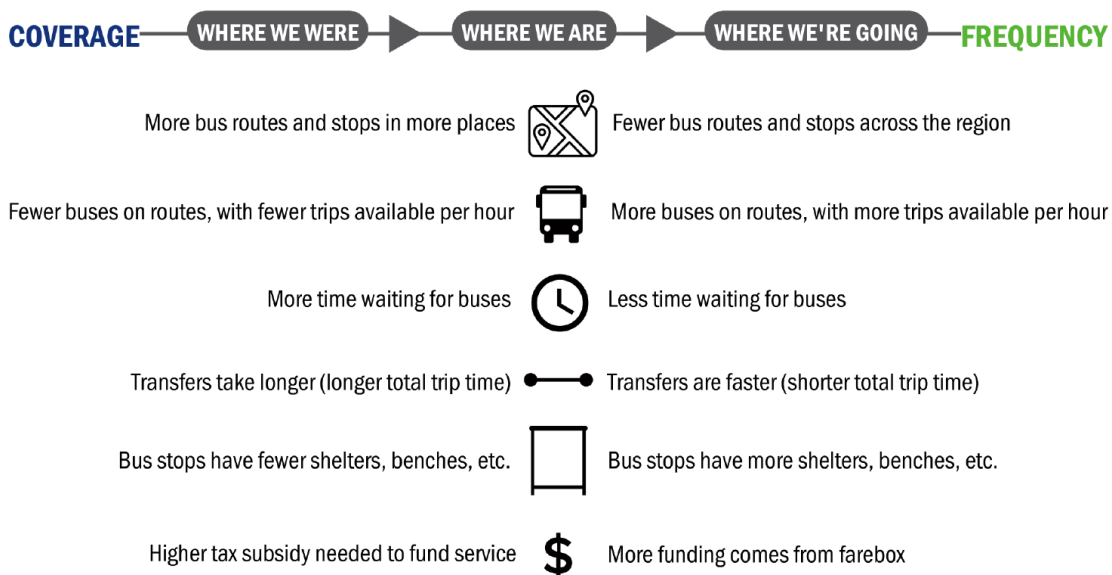 COVERAGE WHERE WE WERE WHERE WE ARE WHERE WE'RE GOING FREQUENCY
More bus routes and stops in more places Fewer bus routes and stops across the region
Fewer buses on routes, with fewer trips available per hour More buses on routes, with more trips available per hour
More time waiting for buses Less time waiting for buses
Transfers take longer (longer total trip time) Transfers are faster (shorter total trip time)
Bus stops have fewer shelters, benches, etc. Bus stops have more shelters, benches, etc.
Higher tax subsidy needed to fund service $ More funding comes from farebox